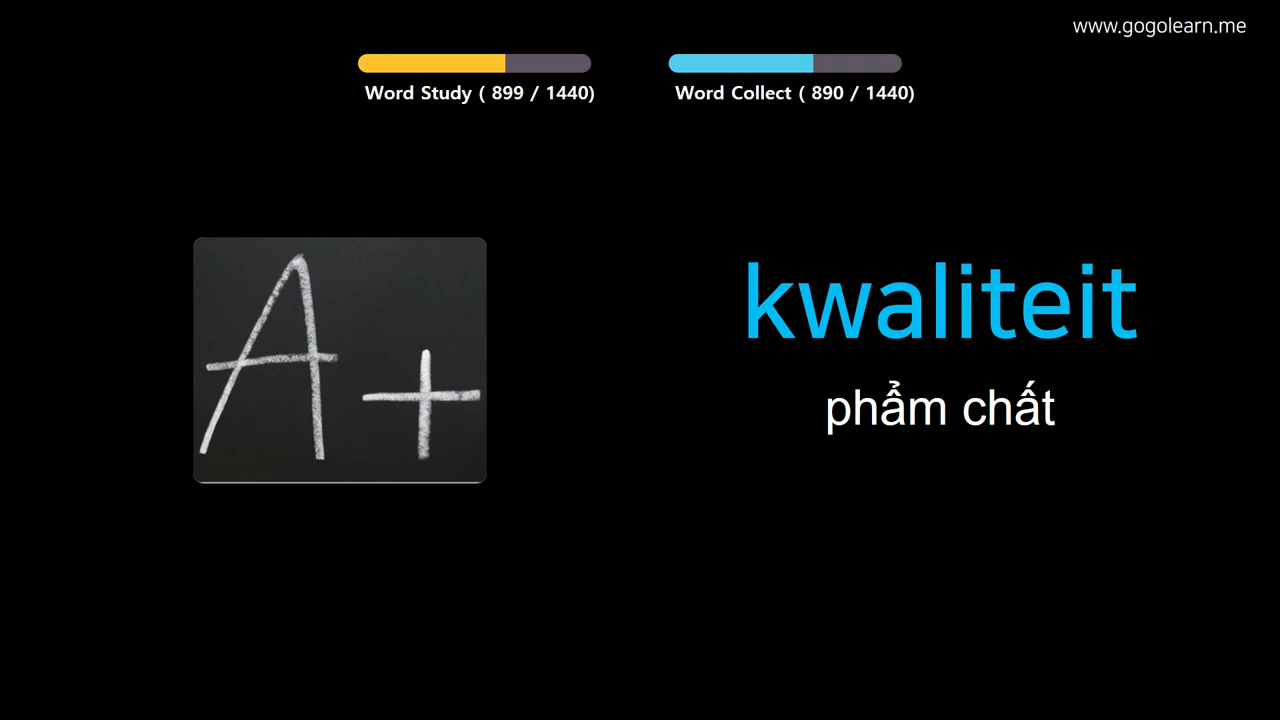 www.gogolearn.me
Word Study ( 899 / 1440)
Word Collect ( 890 / 1440)
A+
kwaliteit
phẩm chất